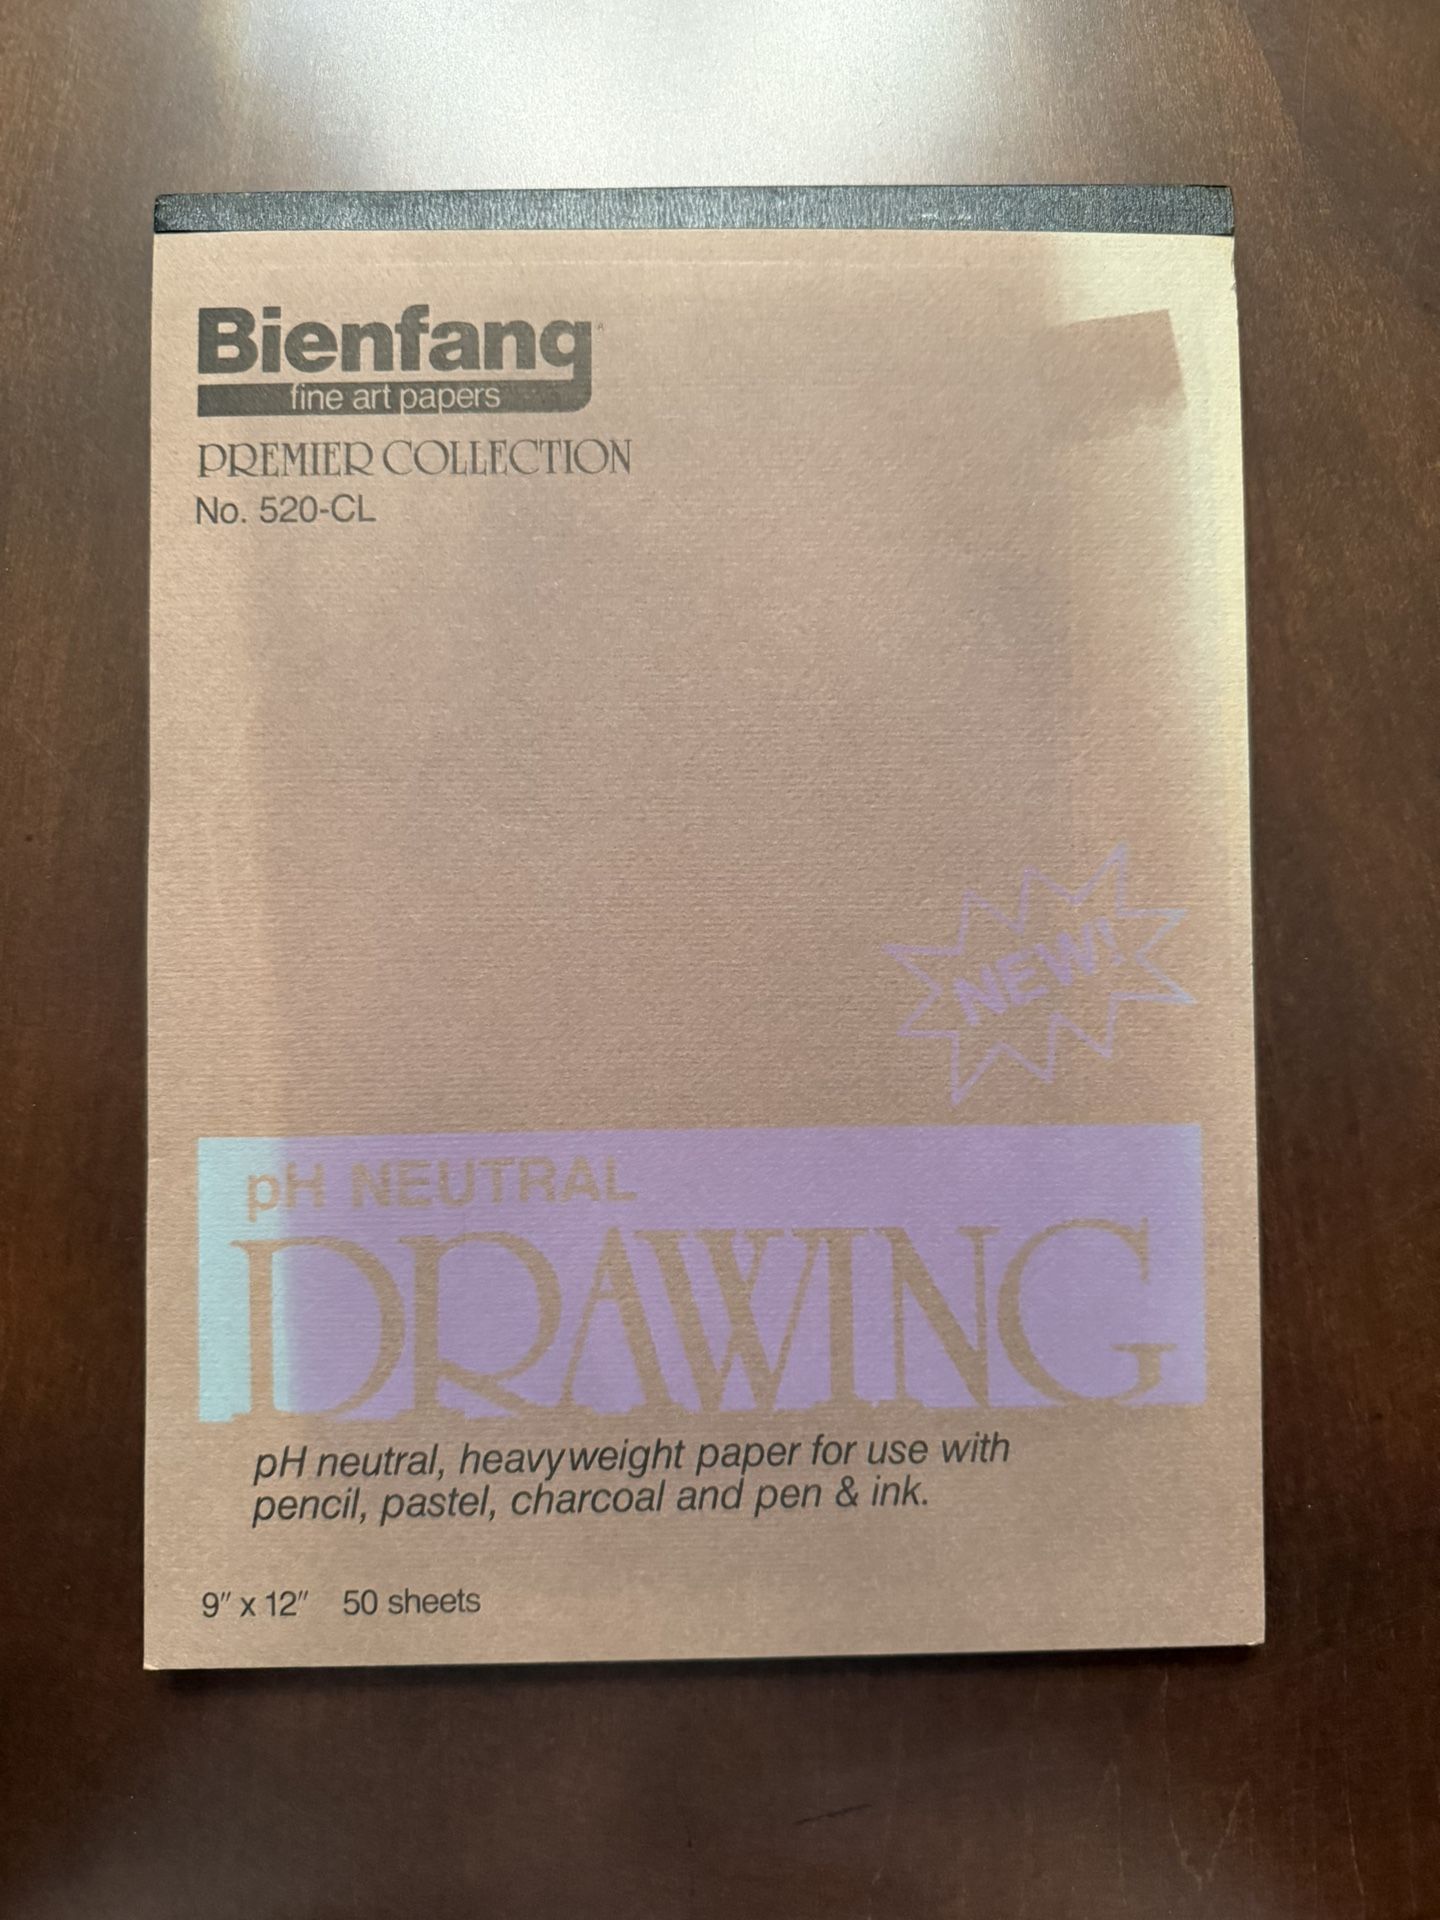 Bienfang®
fine art papers
PREMIER COLLECTION
No. 520-CL
NEW!
pH NEUTRAL
DRAWING
pH neutral, heavyweight paper for use with
pencil, pastel, charcoal and pen & ink.
9" x 12" 50 sheets